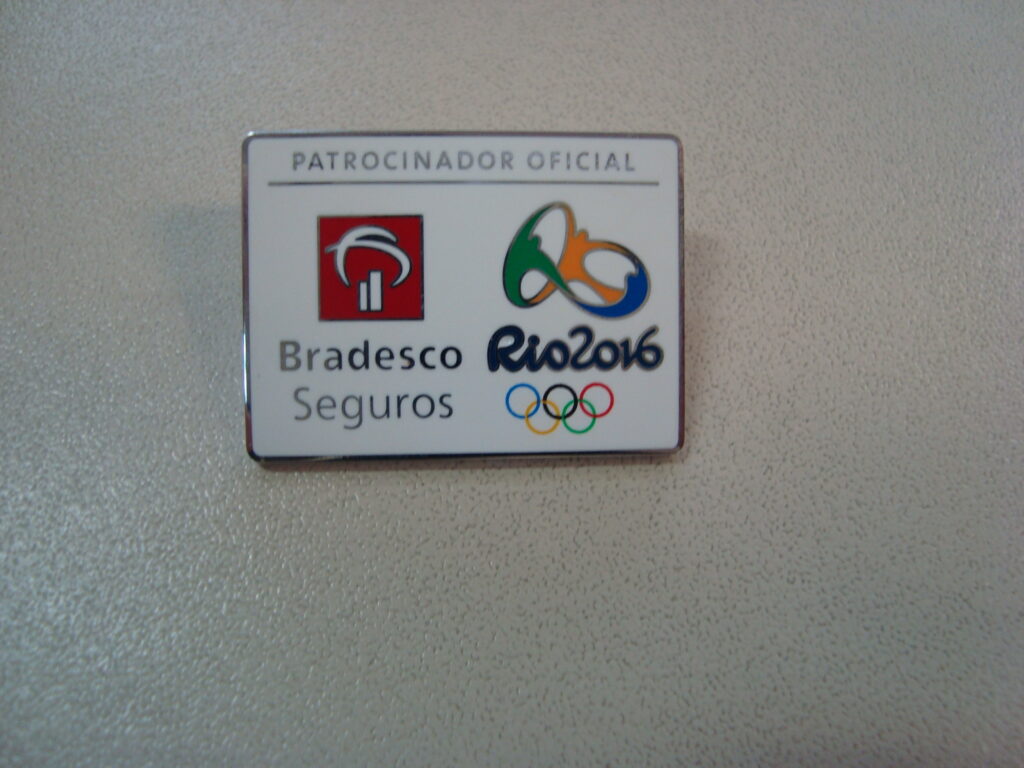 PATROCINADOR OFICIAL
Bradesco
Seguros
Rio2016